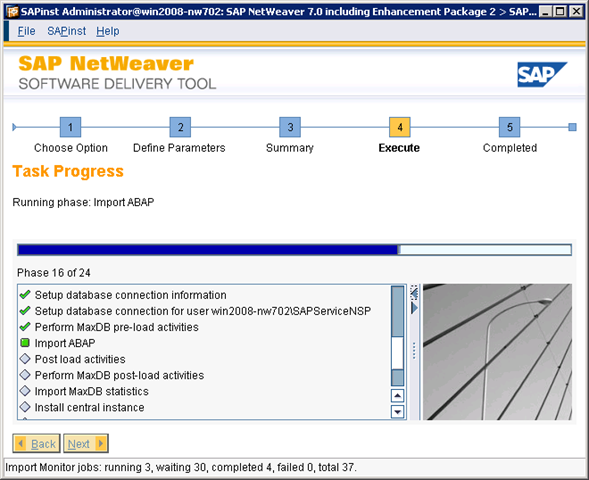 SAPinst Administrator@win2008-nw702: SAP NetWeaver 7.0 including Enhancement Package 2 > SAP...
File SAPinst Help
SAP NetWeaver
SOFTWARE DELIVERY TOOL
SAP
1 2 3 4 5
Choose Option Define Parameters Summary Execute Completed
Task Progress
Running phase: Import ABAP
Phase 16 of 24
Setup database connection information
Setup database connection for user win2008-nw702\SAPServiceNSP
Perform MaxDB pre-load activities
Import ABAP
Post load activities
Perform MaxDB post-load activities
Import MaxDB statistics
Install central instance
Back Next
Import Monitor jobs: running 3, waiting 30, completed 4, failed 0, total 37.